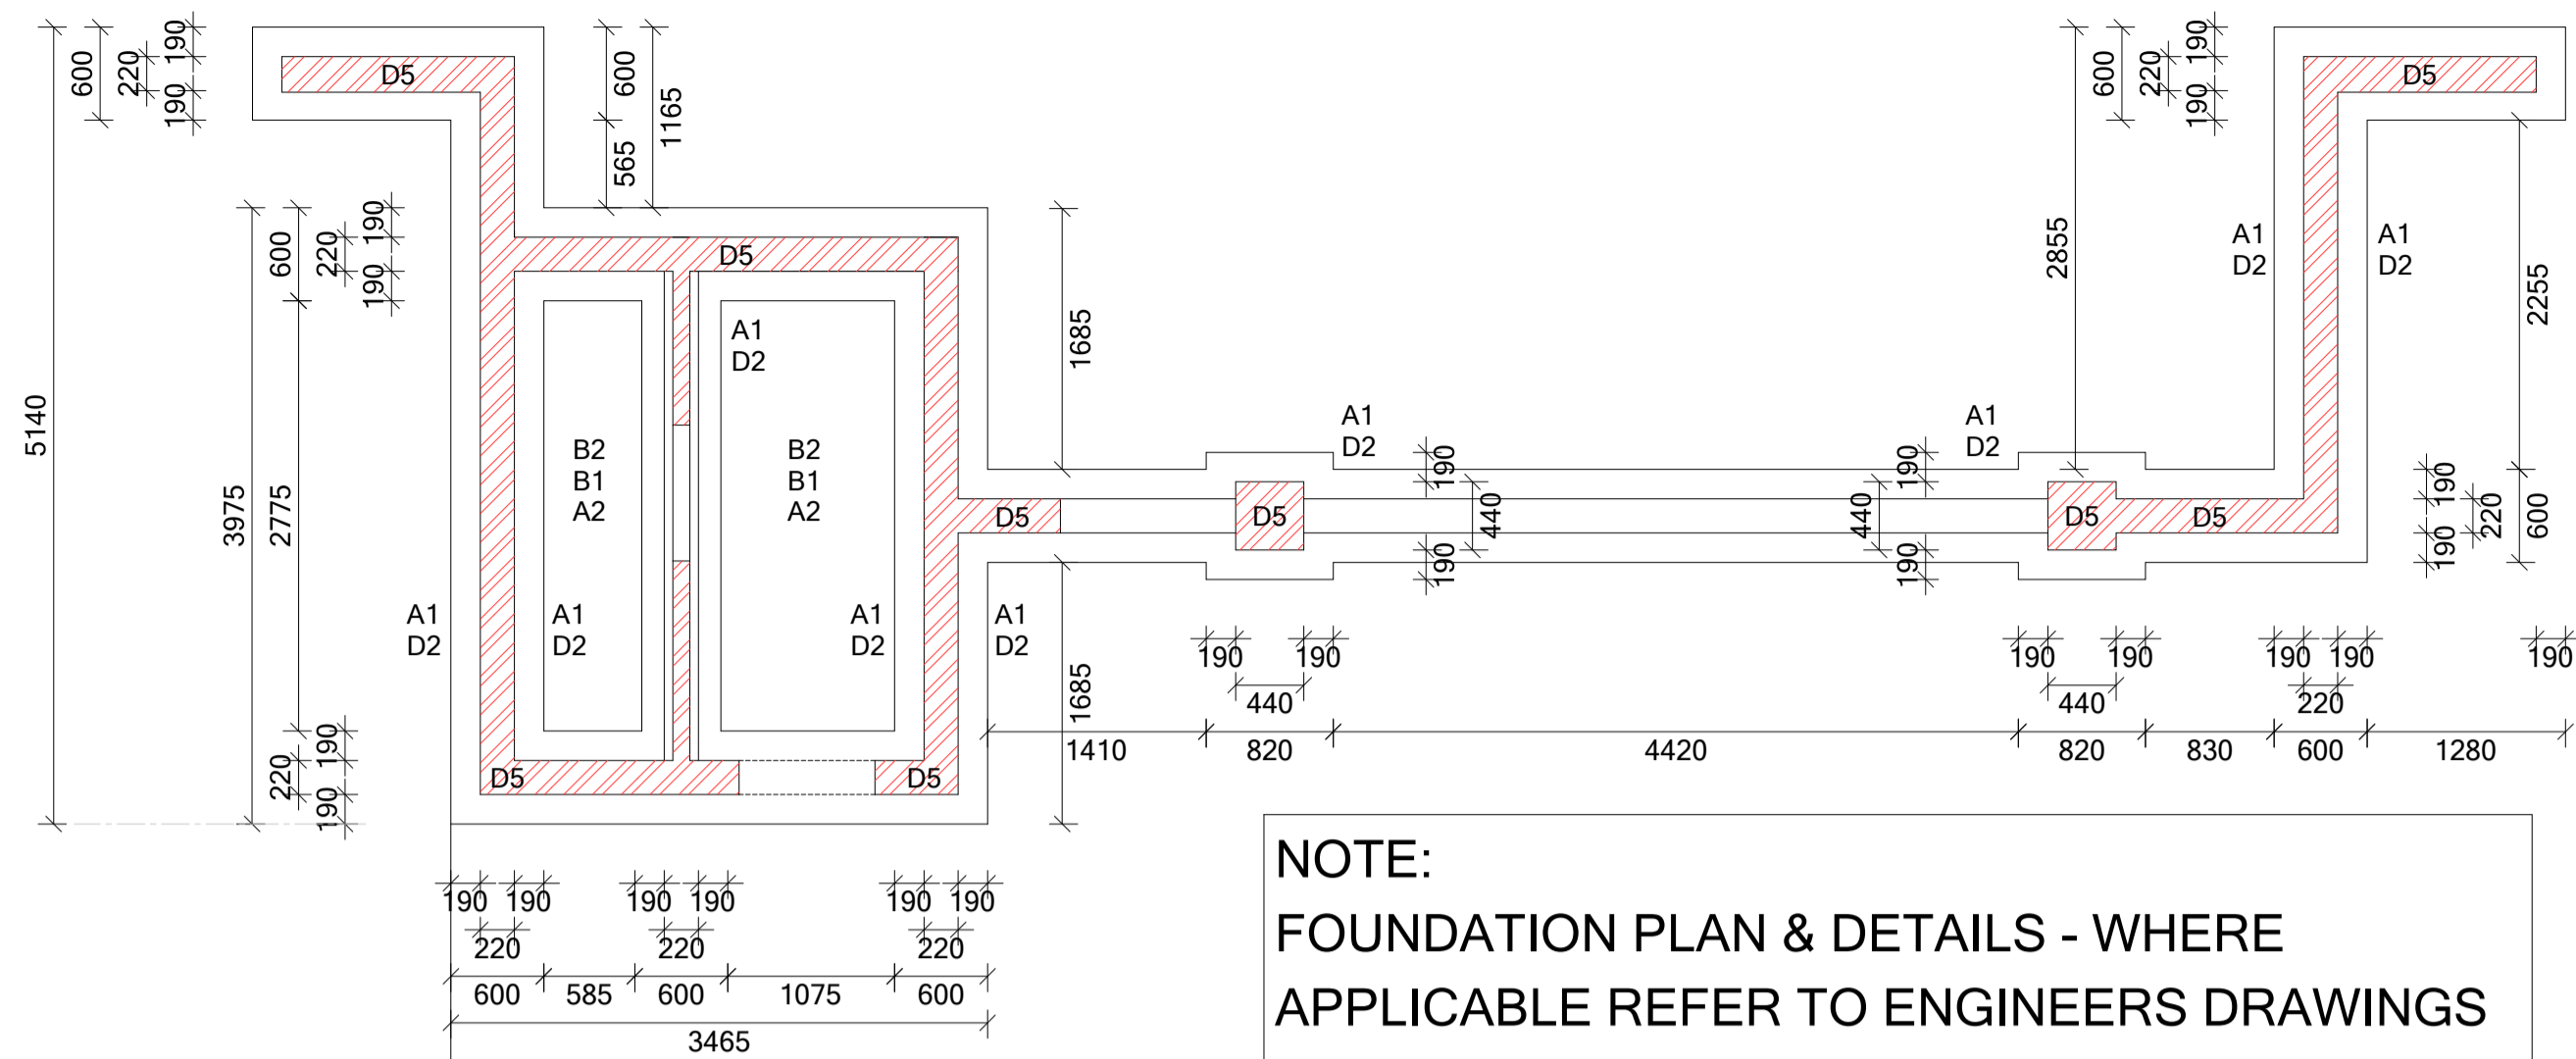 190
600
220
190
D5
600
1165
565
190
600
220
190
D5
2855
190
600
220
190
D5
A1
D2
A1
D2
2255
1685
A1
D2
5140
3975
2775
B2
B1
A2
B2
B1
A2
A1
D2
A1
D2
190
440
190
190
440
190
D5
D5
D5
D5
190
220
190
600
A1
D2
A1
D2
A1
D2
A1
D2
1685
190
190
440
190
190
440
190
190
220
190
1410
820
4420
820
830
600
1280
190
220
190
D5
D5
190
190
190
190
190
190
220
220
220
600
585
600
1075
600
3465
NOTE:
FOUNDATION PLAN & DETAILS - WHERE
APPLICABLE REFER TO ENGINEERS DRAWINGS